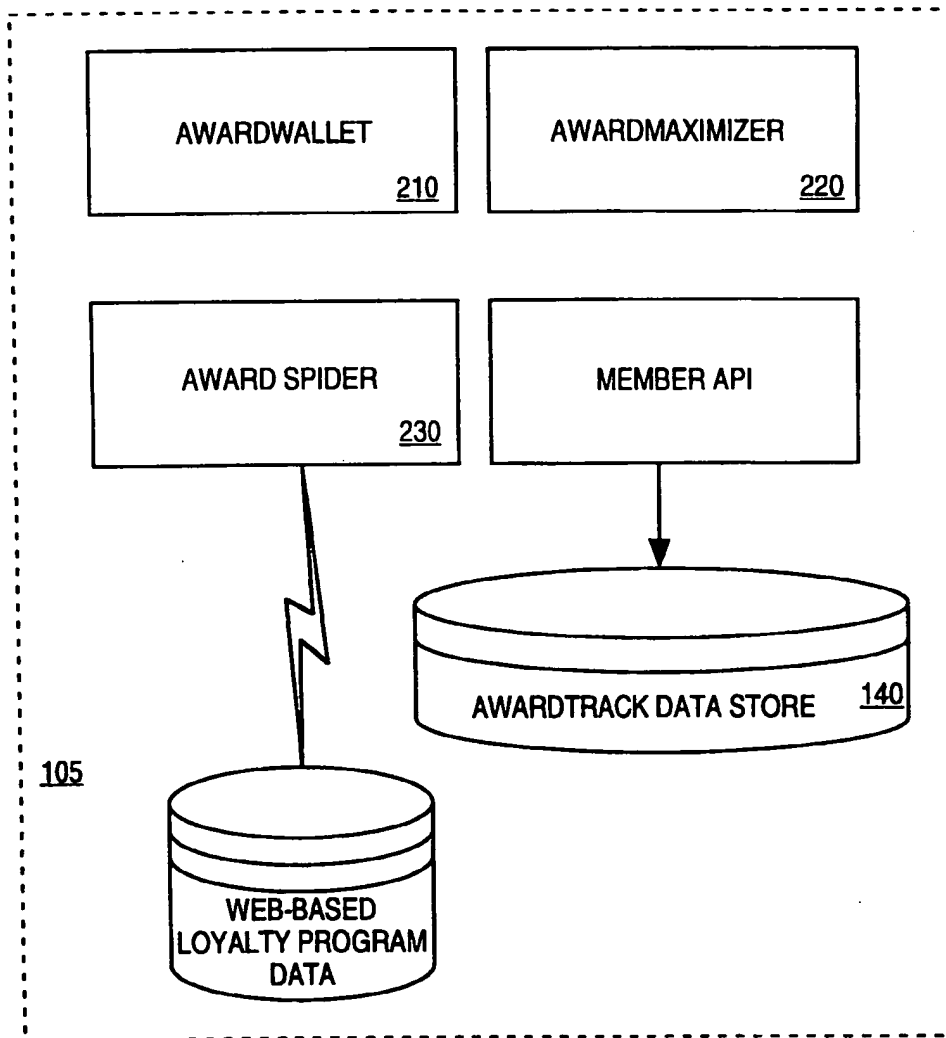 AWARDWALLET
210
AWARDMAXIMIZER
220
AWARD SPIDER
230
MEMBER API
AWARDTRACK DATA STORE
140
105
WEB-BASED
LOYALTY PROGRAM
DATA